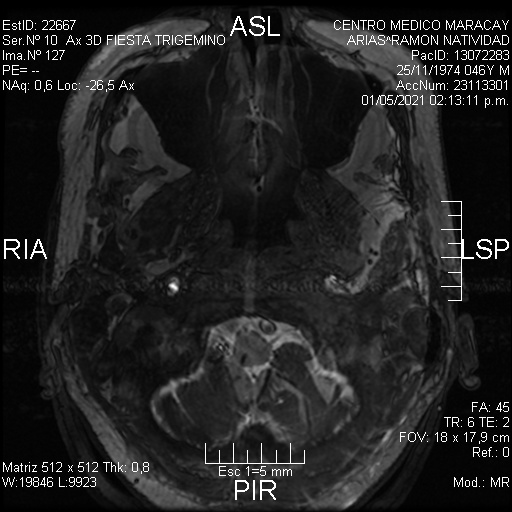 EstID: 22667
Ser.Nº 10 Ax 3D FIESTA TRIGEMINO
Ima.Nº 127
PE= --
NAq: 0,6 Loc: -26,5 Ax
ASL
CENTRO MEDICO MARACAY
ARIAS^RAMON NATIVIDAD
PacID: 13072283
25/11/1974 046Y M
AccNum: 23113301
01/05/2021 02:13:11 p.m.
RIA
LSP
Matriz 512 x 512 Thk: 0,8
W:19846 L:9923
Esc 1=5 mm
PIR
FA: 45
TR: 6 TE: 2
FOV: 18 x 17,9 cm
Ref.: 0
Mod.: MR